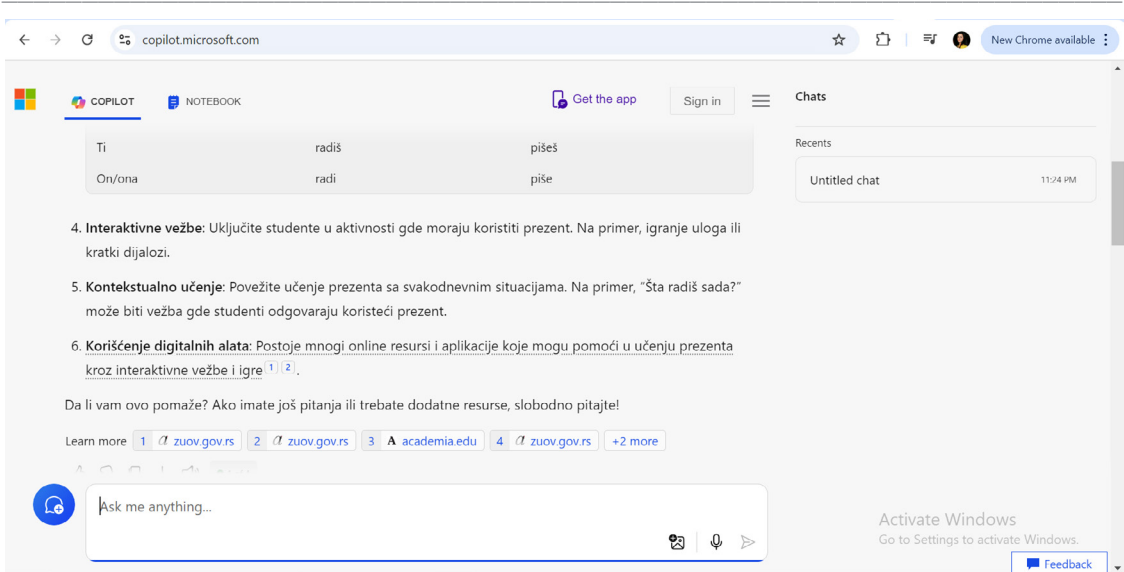 copilot.microsoft.com
New Chrome available
COPILOT
NOTEBOOK
Get the app
Sign in
Chats
Ti radiš pišeš
On/ona radi piše
Recents
Untitled chat 11:24 PM
4. Interaktivne vežbe: Uključite studente u aktivnosti gde moraju koristiti prezent. Na primer, igranje uloga ili
kratki dijalozi.
5. Kontekstualno učenje: Povežite učenje prezenta sa svakodnevnim situacijama. Na primer, “Šta radiš sada?”
može biti vežba gde studenti odgovaraju koristeći prezent.
6. Korišćenje digitalnih alata: Postoje mnogi online resursi i aplikacije koje mogu pomoći u učenju prezenta
kroz interaktivne vežbe i igre 1 2 .
Da li vam ovo pomaže? Ako imate još pitanja ili trebate dodatne resurse, slobodno pitajte!
Learn more 1 zuov.gov.rs 2 zuov.gov.rs 3 academia.edu 4 zuov.gov.rs +2 more
Ask me anything...
Activate Windows
Go to Settings to activate Windows.
Feedback